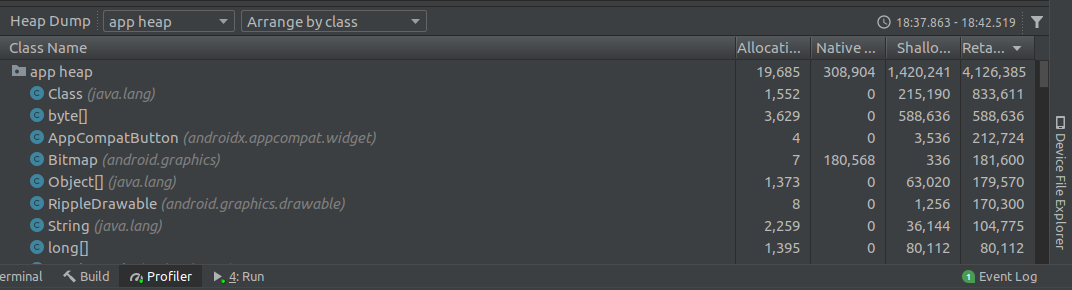 Heap Dump app heap Arrange by class 18:37.863 - 18:42.519
Class Name Allocati... Native ... Shallo... Reta...
app heap 19,685 308,904 1,420,241 4,126,385
Class (java.lang) 1,552 0 215,190 833,611
byte[] 3,629 0 588,636 588,636
AppCompatButton (androidx.appcompat.widget) 4 0 3,536 212,724
Bitmap (android.graphics) 7 180,568 336 181,600
Object[] (java.lang) 1,373 0 63,020 179,570
RippleDrawable (android.graphics.drawable) 8 0 1,256 170,300
String (java.lang) 2,259 0 36,144 104,775
long[] 1,395 0 80,112 80,112
Device File Explorer
erminal Build Profiler 4: Run 1 Event Log